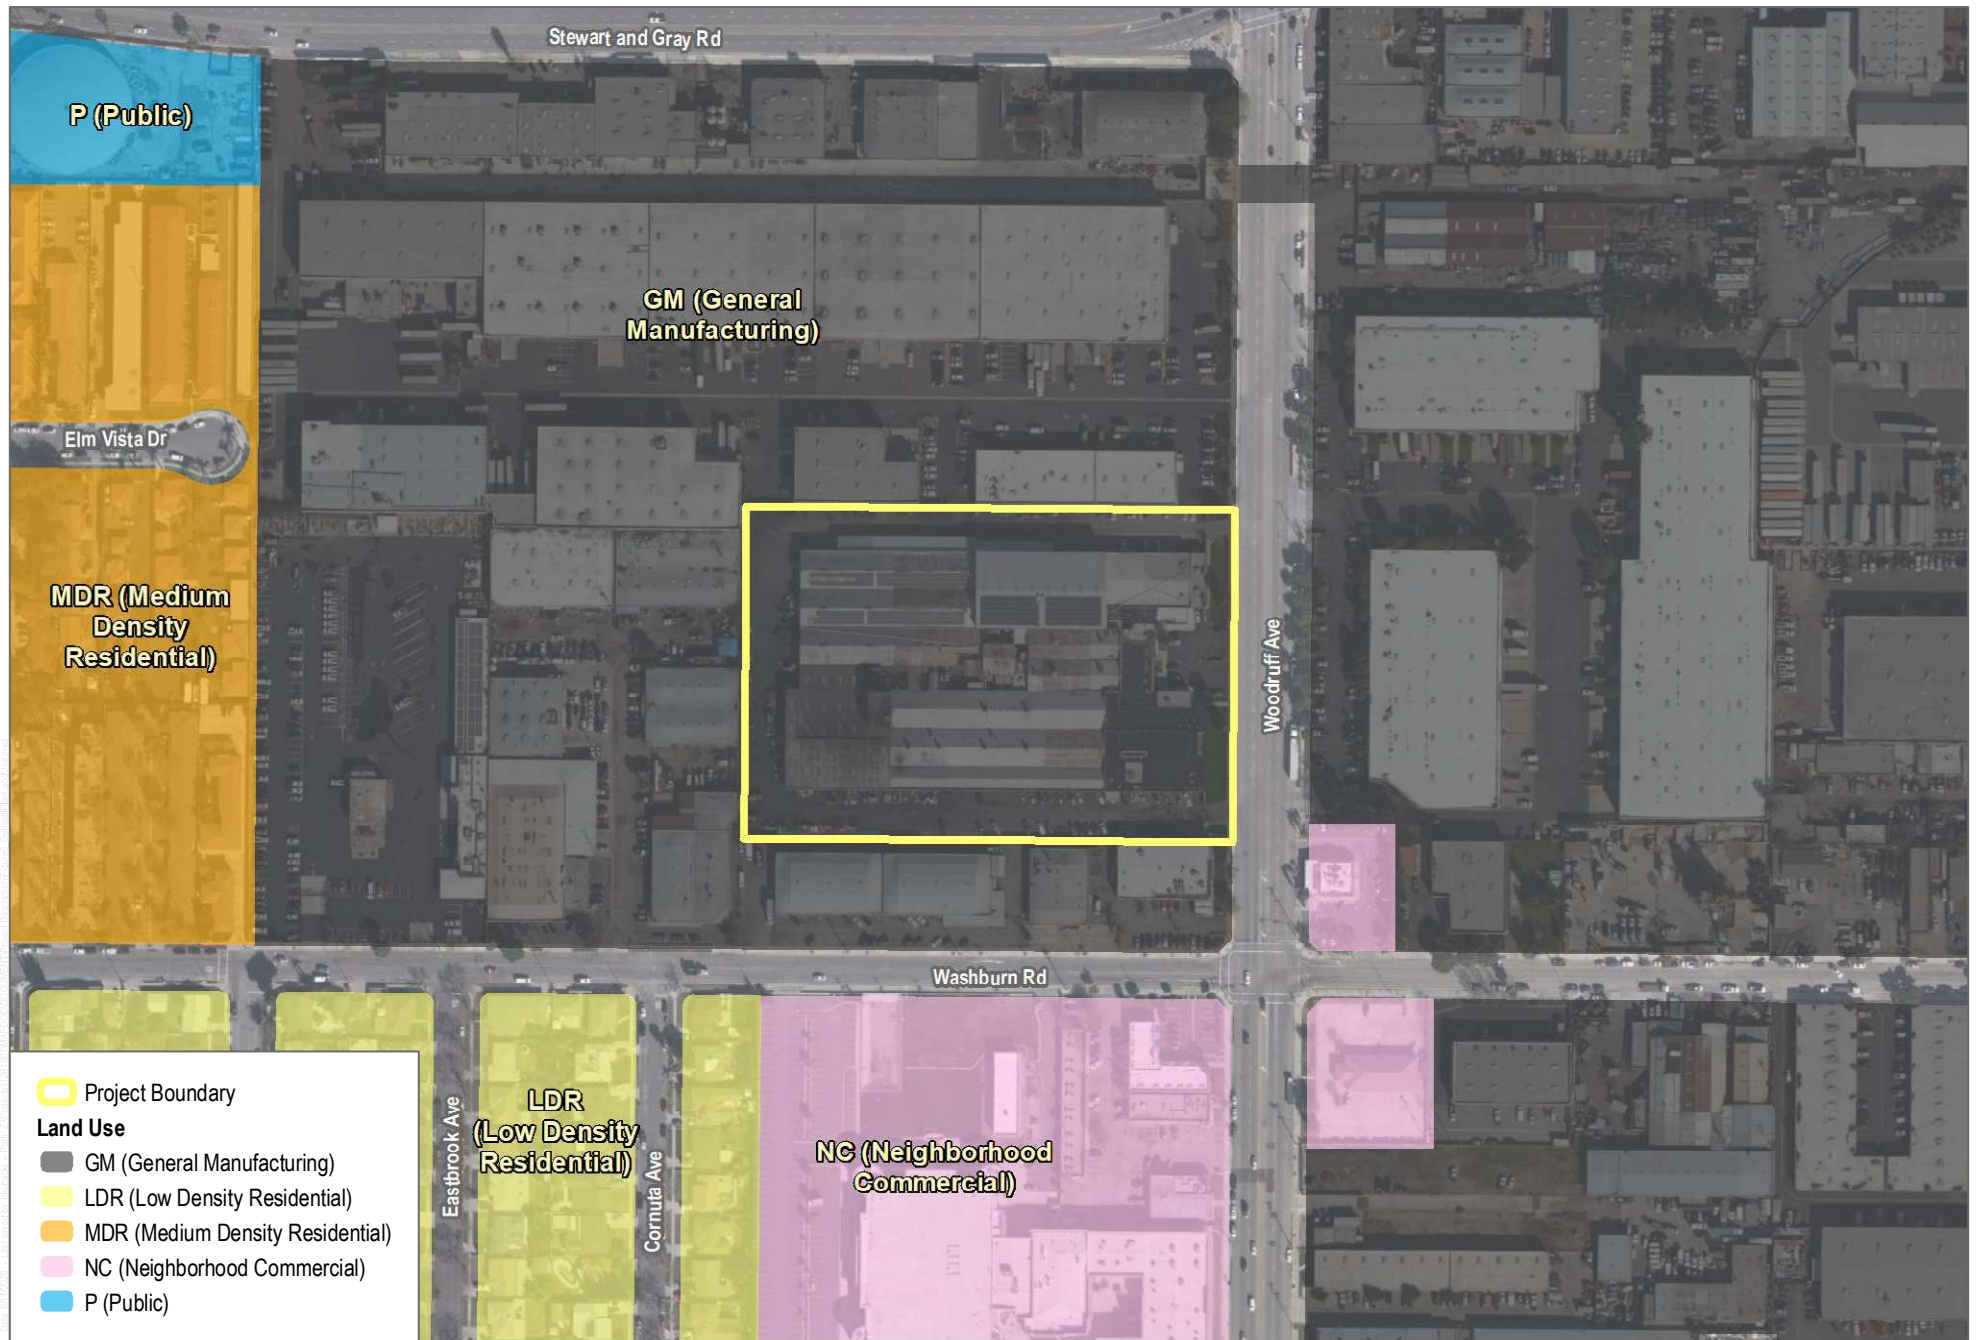 Stewart and Gray Rd
P (Public)
GM (General
Manufacturing)
Elm Vista Dr
MDR (Medium
Density
Residential)
Woodruff Ave
Washburn Rd
Eastbrook Ave
LDR
(Low Density
Residential)
Cornuta Ave
NC (Neighborhood
Commercial)
Project Boundary
Land Use
GM (General Manufacturing)
LDR (Low Density Residential)
MDR (Medium Density Residential)
NC (Neighborhood Commercial)
P (Public)